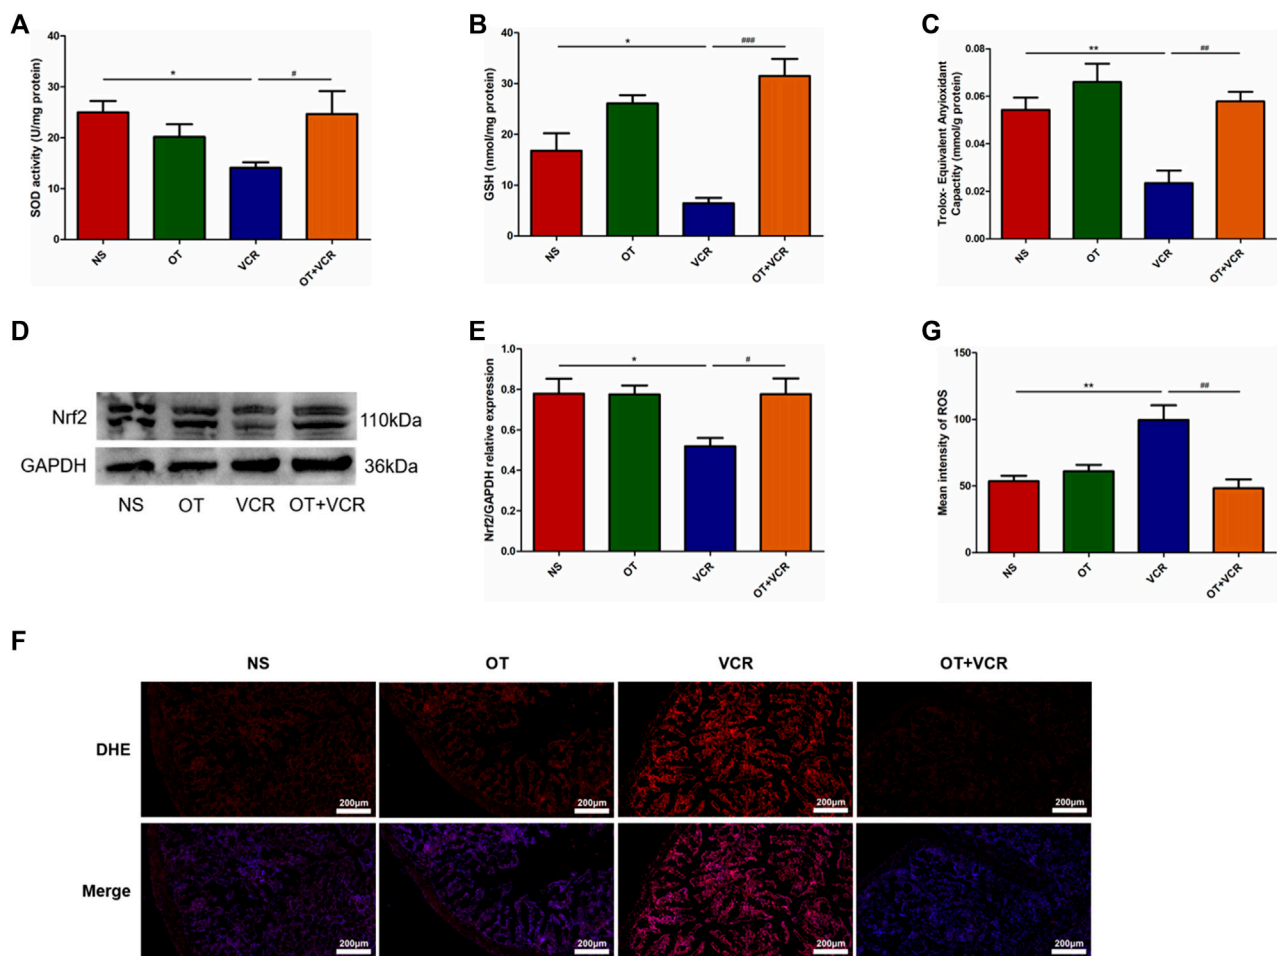 A
SOD activity (U/mg protein)
40
30
20
10
0
*
#
NS
OT
VCR
OT+VCR
B
GSH (nmol/mg protein)
40
30
20
10
0
*
###
NS
OT
VCR
OT+VCR
C
Trolox- Equivalent Anyioxidant
Capactity (mmol/g protein)
0.08
0.06
0.04
0.02
0.00
**
##
NS
OT
VCR
OT+VCR
D
Nrf2
110kDa
GAPDH
36kDa
NS OT VCR OT+VCR
E
Nrf2/GAPDH relative expression
1.0
0.8
0.6
0.4
0.2
0.0
*
#
NS
OT
VCR
OT+VCR
G
Mean intensity of ROS
150
100
50
0
**
##
NS
OT
VCR
OT+VCR
F
NS OT VCR OT+VCR
DHE
200μm 200μm 200μm 200μm
Merge
200μm 200μm 200μm 200μm